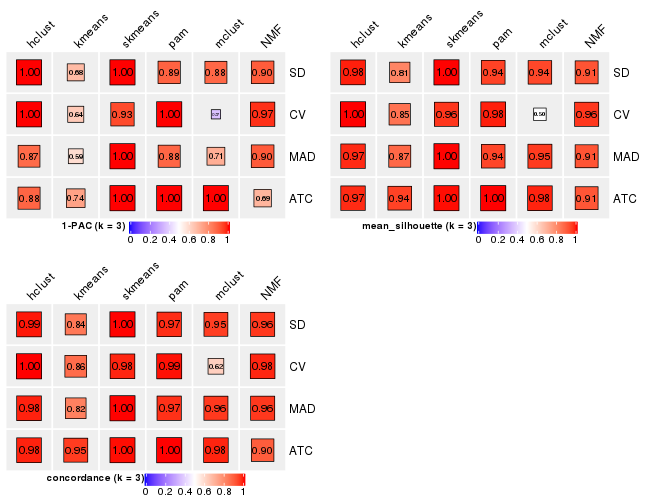 hclust kmeans skmeans pam mclust NMF
1.00 0.68 1.00 0.89 0.88 0.90 SD
1.00 0.64 0.93 1.00 CV 0.97
0.87 0.59 1.00 0.88 0.71 0.90 MAD
0.88 0.74 1.00 1.00 1.00 0.69 ATC
1-PAC (k = 3)
0 0.2 0.4 0.6 0.8 1
hclust kmeans skmeans pam mclust NMF
0.98 0.81 1.00 0.94 0.94 0.91 SD
1.00 0.85 0.96 0.98 0.50 0.96 CV
0.97 0.87 1.00 0.94 0.95 0.91 MAD
0.97 0.94 1.00 1.00 0.98 0.91 ATC
mean_silhouette (k = 3)
0 0.2 0.4 0.6 0.8 1
hclust kmeans skmeans pam mclust NMF
0.99 0.84 1.00 0.97 0.95 0.96 SD
1.00 0.86 0.98 0.99 0.62 0.98 CV
0.98 0.82 1.00 0.97 0.96 0.96 MAD
0.98 0.95 1.00 1.00 0.98 0.90 ATC
concordance (k = 3)
0 0.2 0.4 0.6 0.8 1